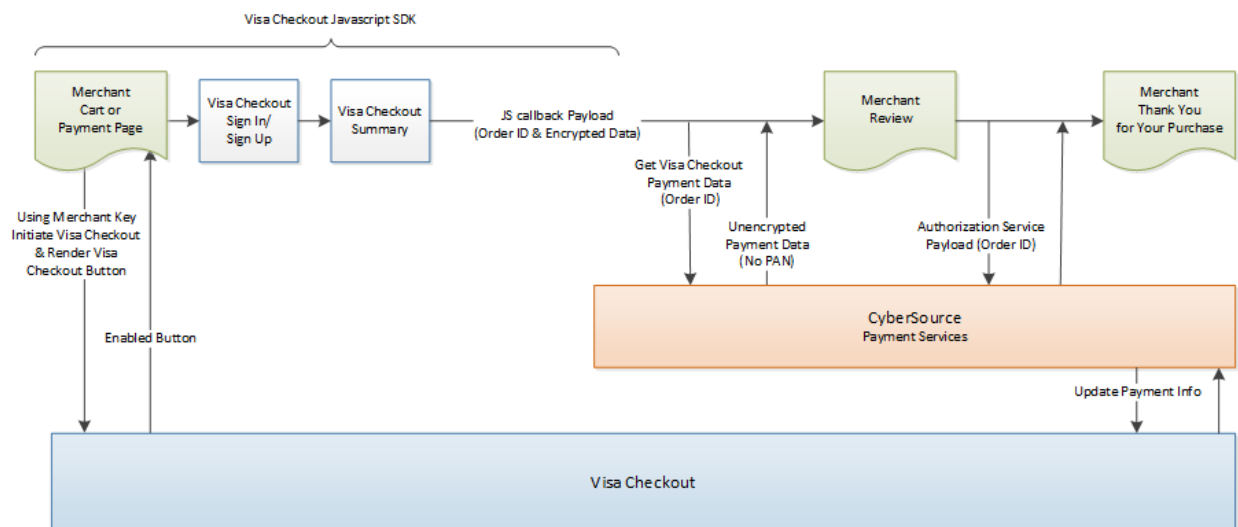 Visa Checkout Javascript SDK
Merchant
Cart or
Payment Page
Visa Checkout
Sign In/
Sign Up
Visa Checkout
Summary
JS callback Payload
(Order ID & Encrypted Data)
Merchant
Review
Merchant
Thank You
for Your Purchase
Get Visa Checkout
Payment Data
(Order ID)
Using Merchant Key
Initiate Visa Checkout
& Render Visa
Checkout Button
Unencrypted
Payment Data
(No PAN)
Authorization Service
Payload (Order ID)
CyberSource
Payment Services
Enabled Button
Update Payment Info
Visa Checkout